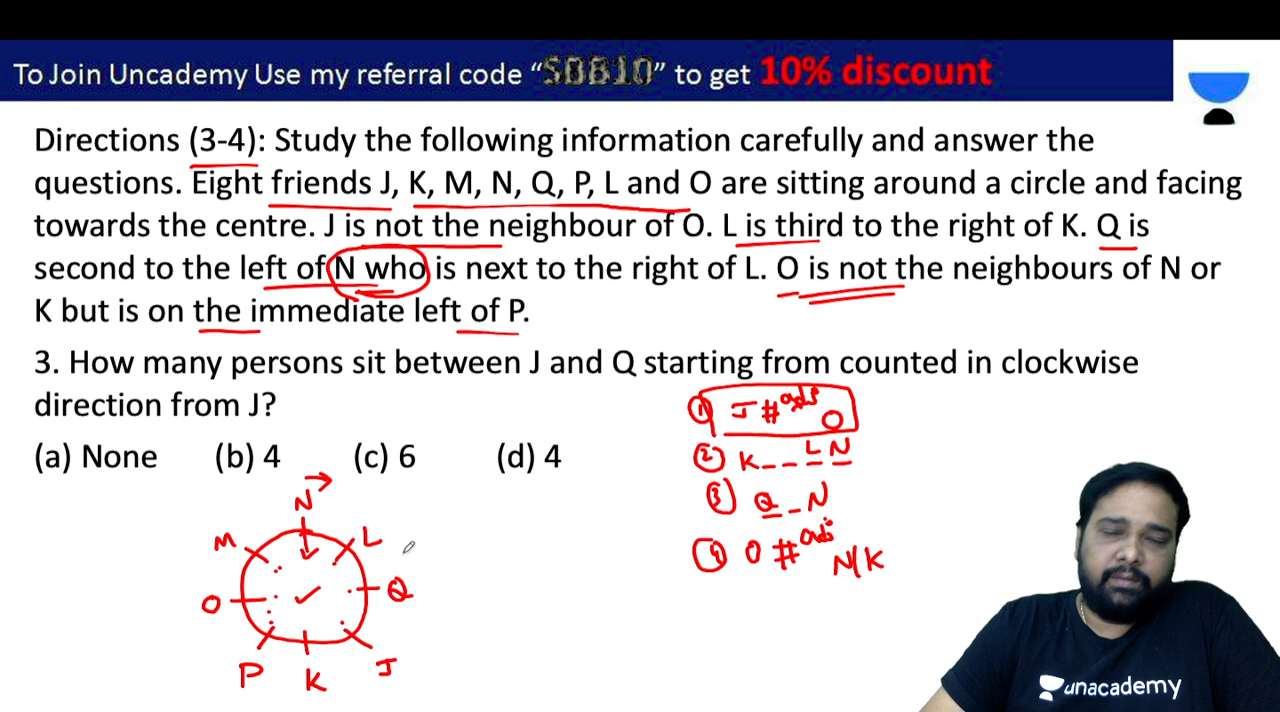 To Join Uncademy Use my referral code “SBB10” to get 10% discount
Directions (3-4): Study the following information carefully and answer the
questions. Eight friends J, K, M, N, Q, P, L and O are sitting around a circle and facing
towards the centre. J is not the neighbour of O. L is third to the right of K. Q is
second to the left of N who is next to the right of L. O is not the neighbours of N or
K but is on the immediate left of P.
3. How many persons sit between J and Q starting from counted in clockwise
direction from J?
(a) None (b) 4 (c) 6 (d) 4
① J # adj O
② K _ _ L N
③ Q _ N
④ O # adj N/K
N
M L
O Q
P K J
unacademy